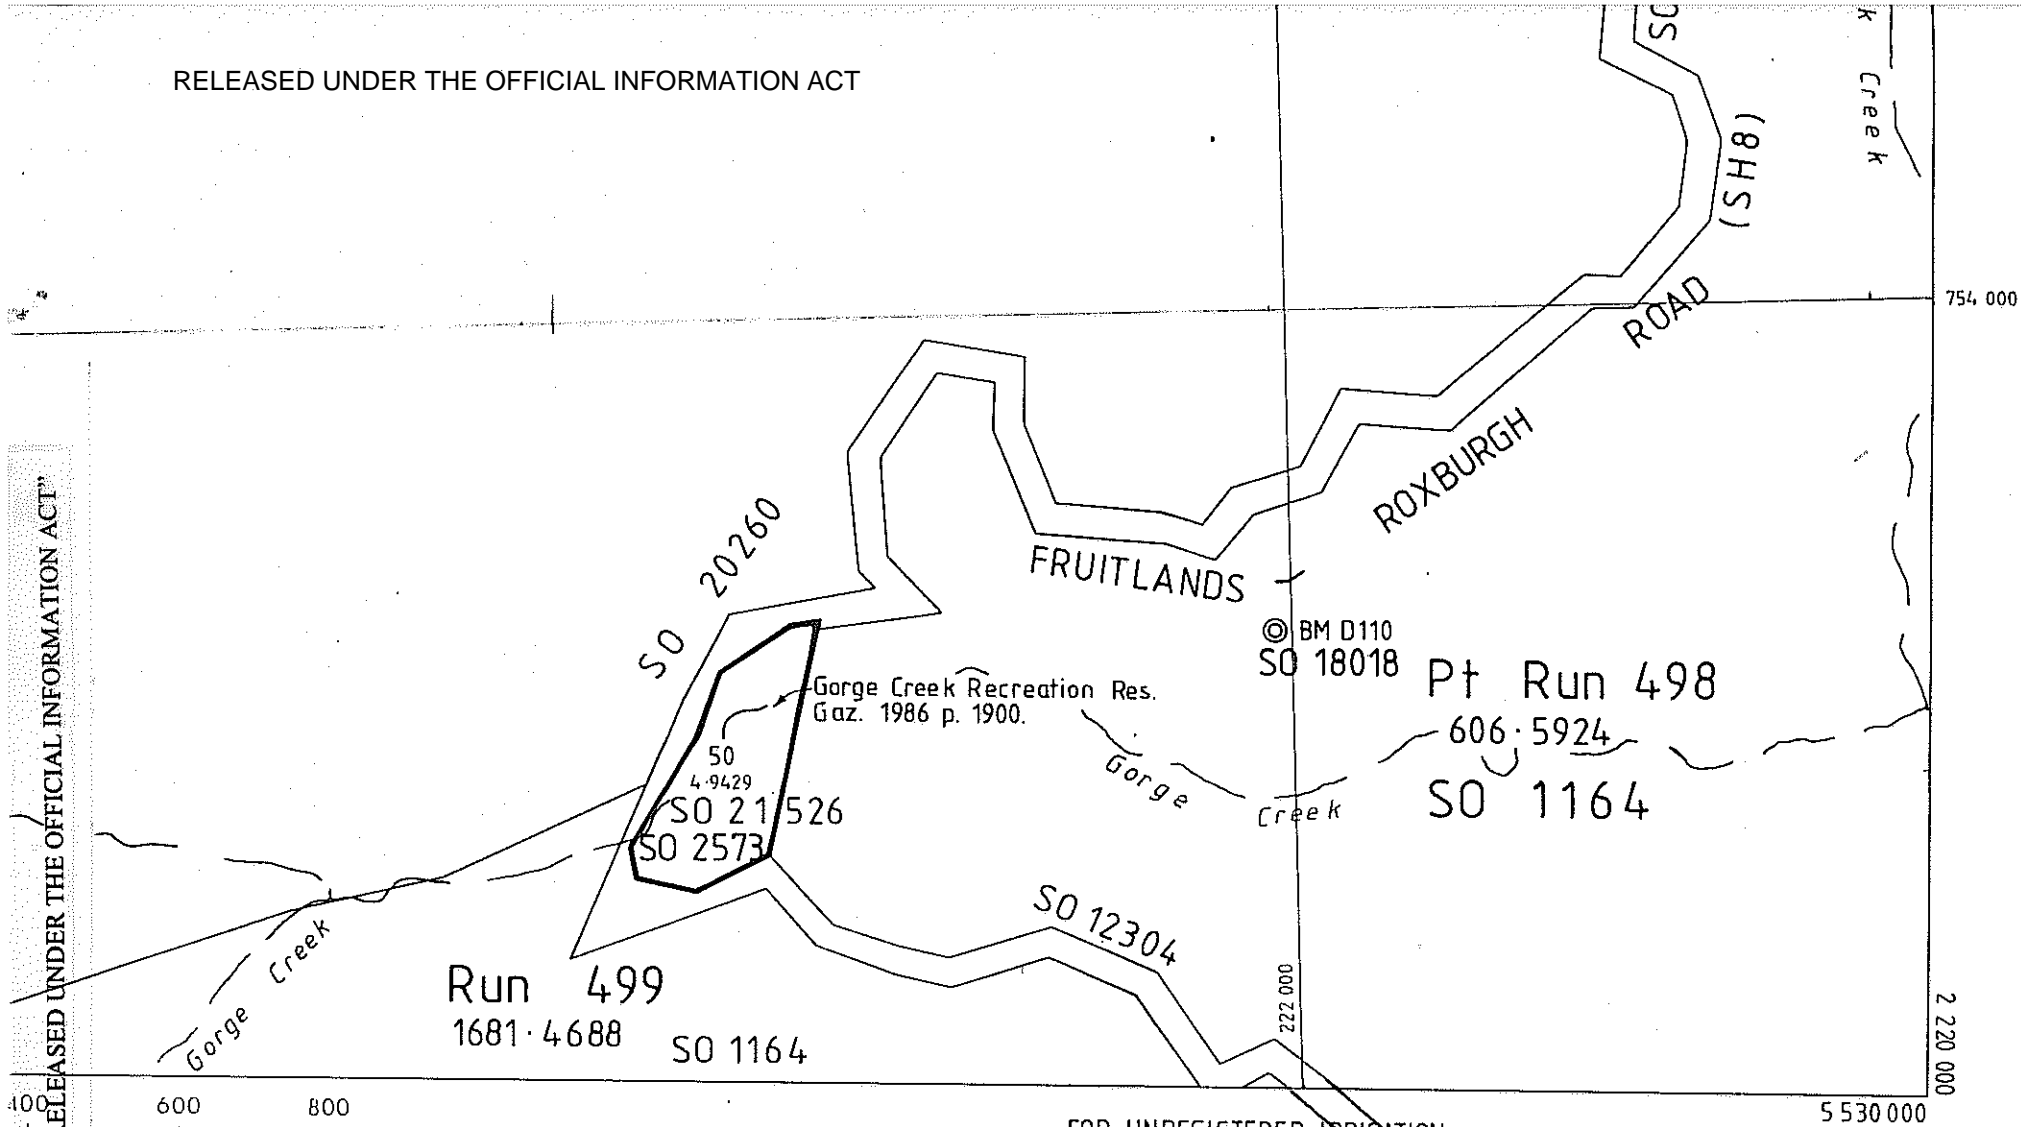 RELEASED UNDER THE OFFICIAL INFORMATION ACT
SO
k
Creek
(SH8)
ROAD
754 000
ROXBURGH
FRUITLANDS
SO 20260
BM D110
SO 18018
Gorge Creek Recreation Res.
Gaz. 1986 p. 1900.
Pt Run 498
606·5924
SO 1164
50
4·9429
SO 21526
SO 2573
Gorge Creek
SO 12304
Gorge Creek
Run 499
1681·4688
SO 1164
222 000
2 220 000
5 530 000
400
600
800
ELEASED UNDER THE OFFICIAL INFORMATION ACT"